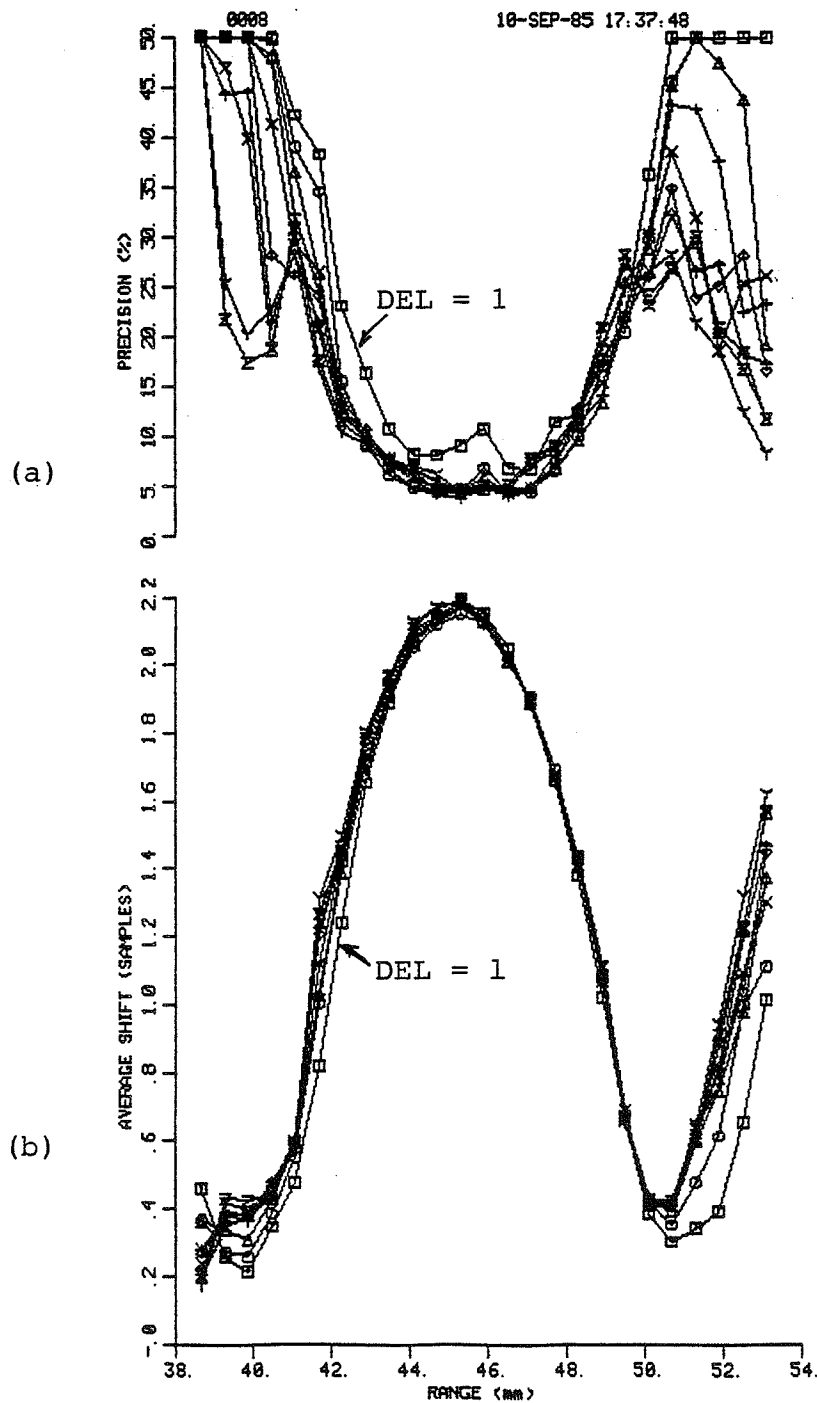 0008 10-SEP-85 17:37:48
50.
45.
40.
35.
30.
25.
20.
15.
10.
5.
0.
PRECISION (%)
DEL = 1
(a)
2.2
2.0
1.8
1.6
1.4
1.2
1.0
.8
.6
.4
.2
-.0
AVERAGE SHIFT (SAMPLES)
DEL = 1
(b)
38. 40. 42. 44. 46. 48. 50. 52. 54.
RANGE (mm)